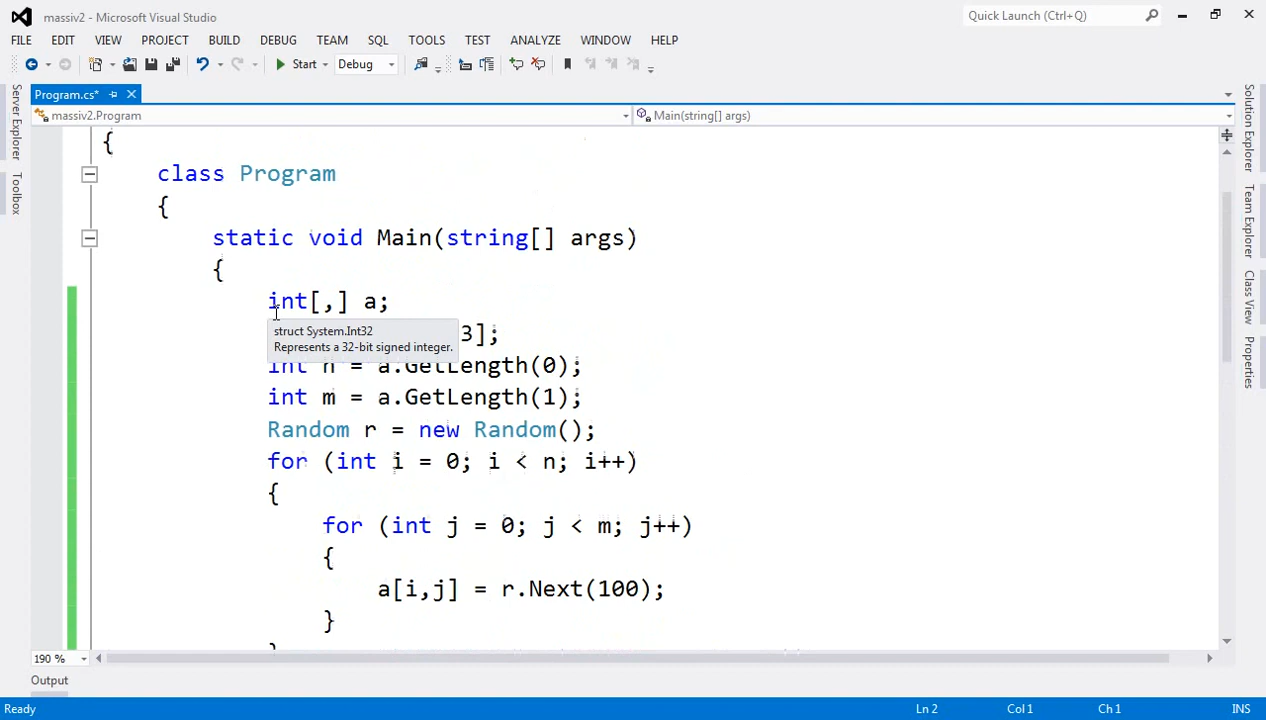 massiv2 - Microsoft Visual Studio
Quick Launch (Ctrl+Q)
FILE EDIT VIEW PROJECT BUILD DEBUG TEAM SQL TOOLS TEST ANALYZE WINDOW HELP
Start Debug
Program.cs*
massiv2.Program
Main(string[] args)
Server Explorer
Toolbox
{
class Program
{
static void Main(string[] args)
{
int[,] a;
struct System.Int32
Represents a 32-bit signed integer.
3];
int n = a.GetLength(0);
int m = a.GetLength(1);
Random r = new Random();
for (int i = 0; i < n; i++)
{
for (int j = 0; j < m; j++)
{
a[i,j] = r.Next(100);
}
}
Solution Explorer
Team Explorer
Class View
Properties
190 %
Output
Ready
Ln 2
Col 1
Ch 1
INS